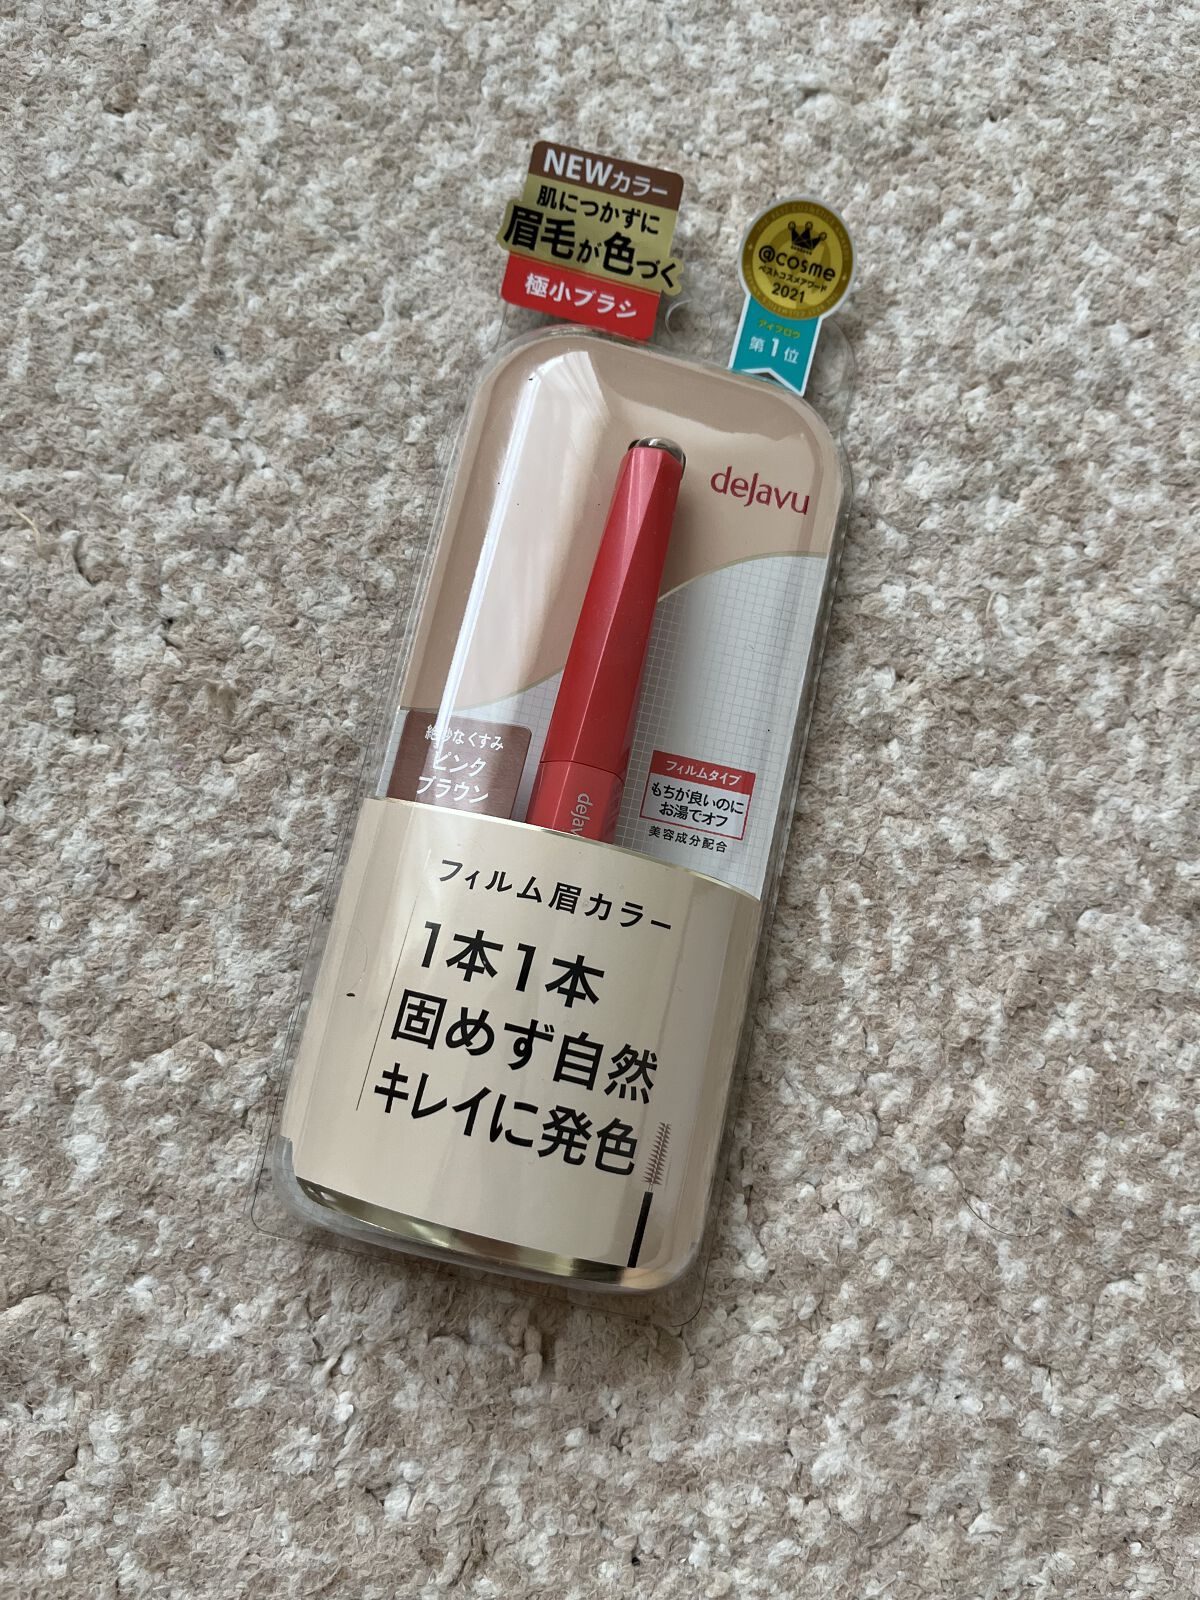 NEWカラー
肌につかずに
眉毛が色づく
極小ブラシ
@cosme
ベストコスメアワード
2021
アイブロウ
第1位
dejavu
絶妙なくすみ
ピンク
ブラウン
dejav
フィルムタイプ
もちが良いのに
お湯でオフ
美容成分配合
フィルム眉カラー
1本1本
固めず自然
キレイに発色